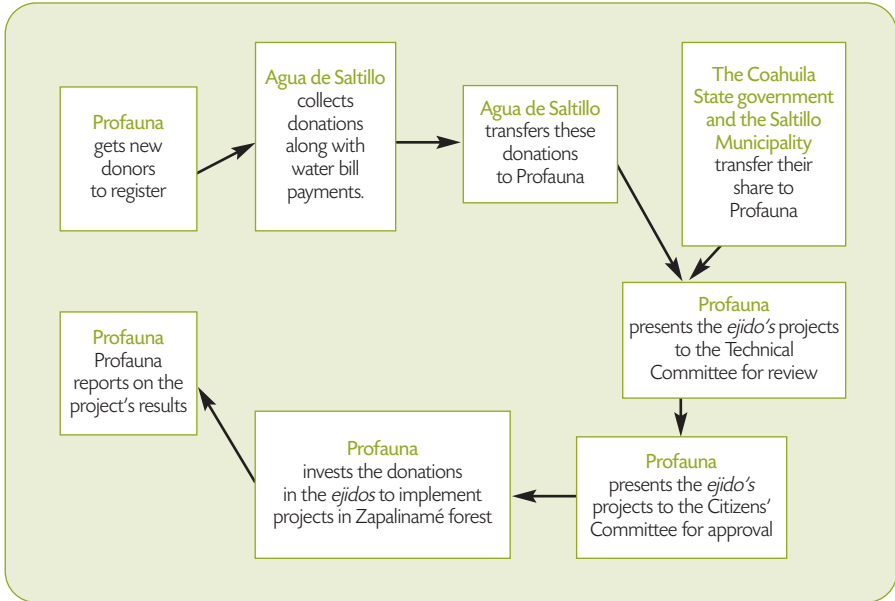 Profauna
gets new
donors
to register
Agua de Saltillo
collects
donations
along with
water bill
payments.
Agua de Saltillo
transfers these
donations
to Profauna
The Coahuila
State government
and the Saltillo
Municipality
transfer their
share to
Profauna
Profauna
presents the ejido's projects
to the Technical
Committee for review
Profauna
presents the ejido's
projects to the Citizens'
Committee for approval
Profauna
invests the donations
in the ejidos to implement
projects in Zapalinamé forest
Profauna
Profauna
reports on the
project's results